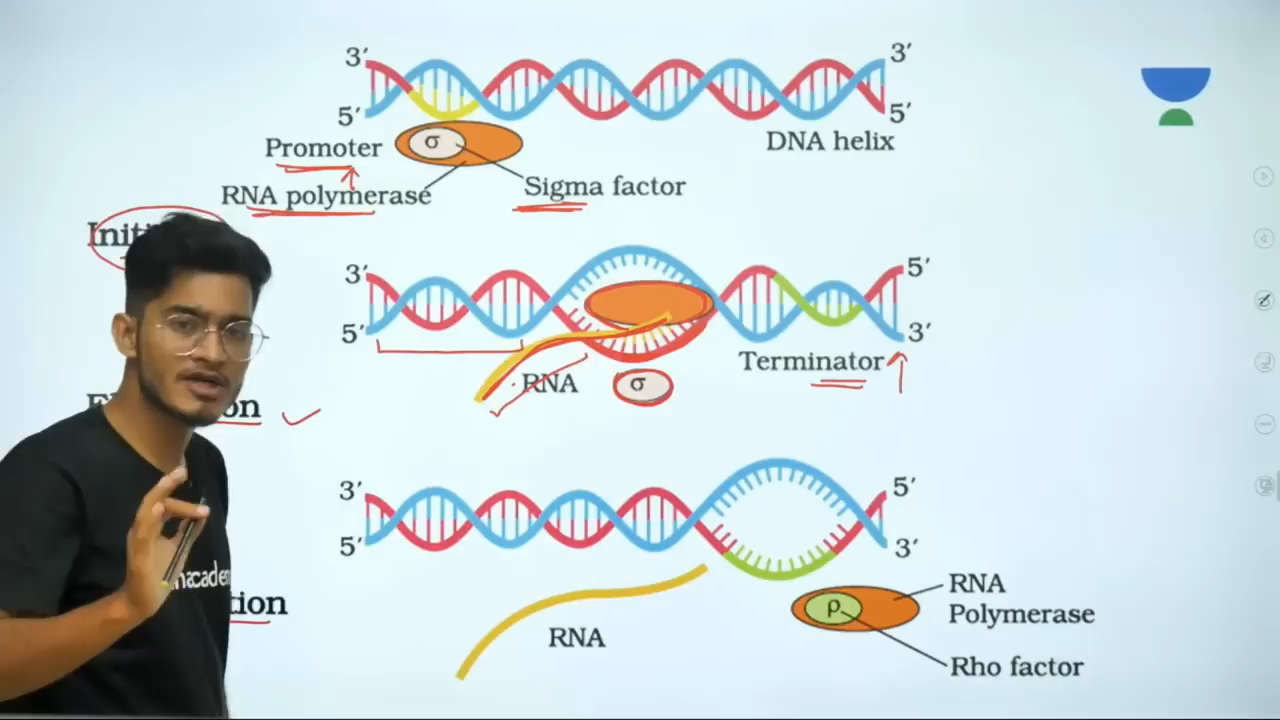 3′
3′
5′
5′
σ
Promoter
DNA helix
RNA polymerase
Sigma factor
3′
5′
5′
3′
Terminator
RNA
σ
3′
5′
5′
3′
RNA
Polymerase
ρ
RNA
Rho factor